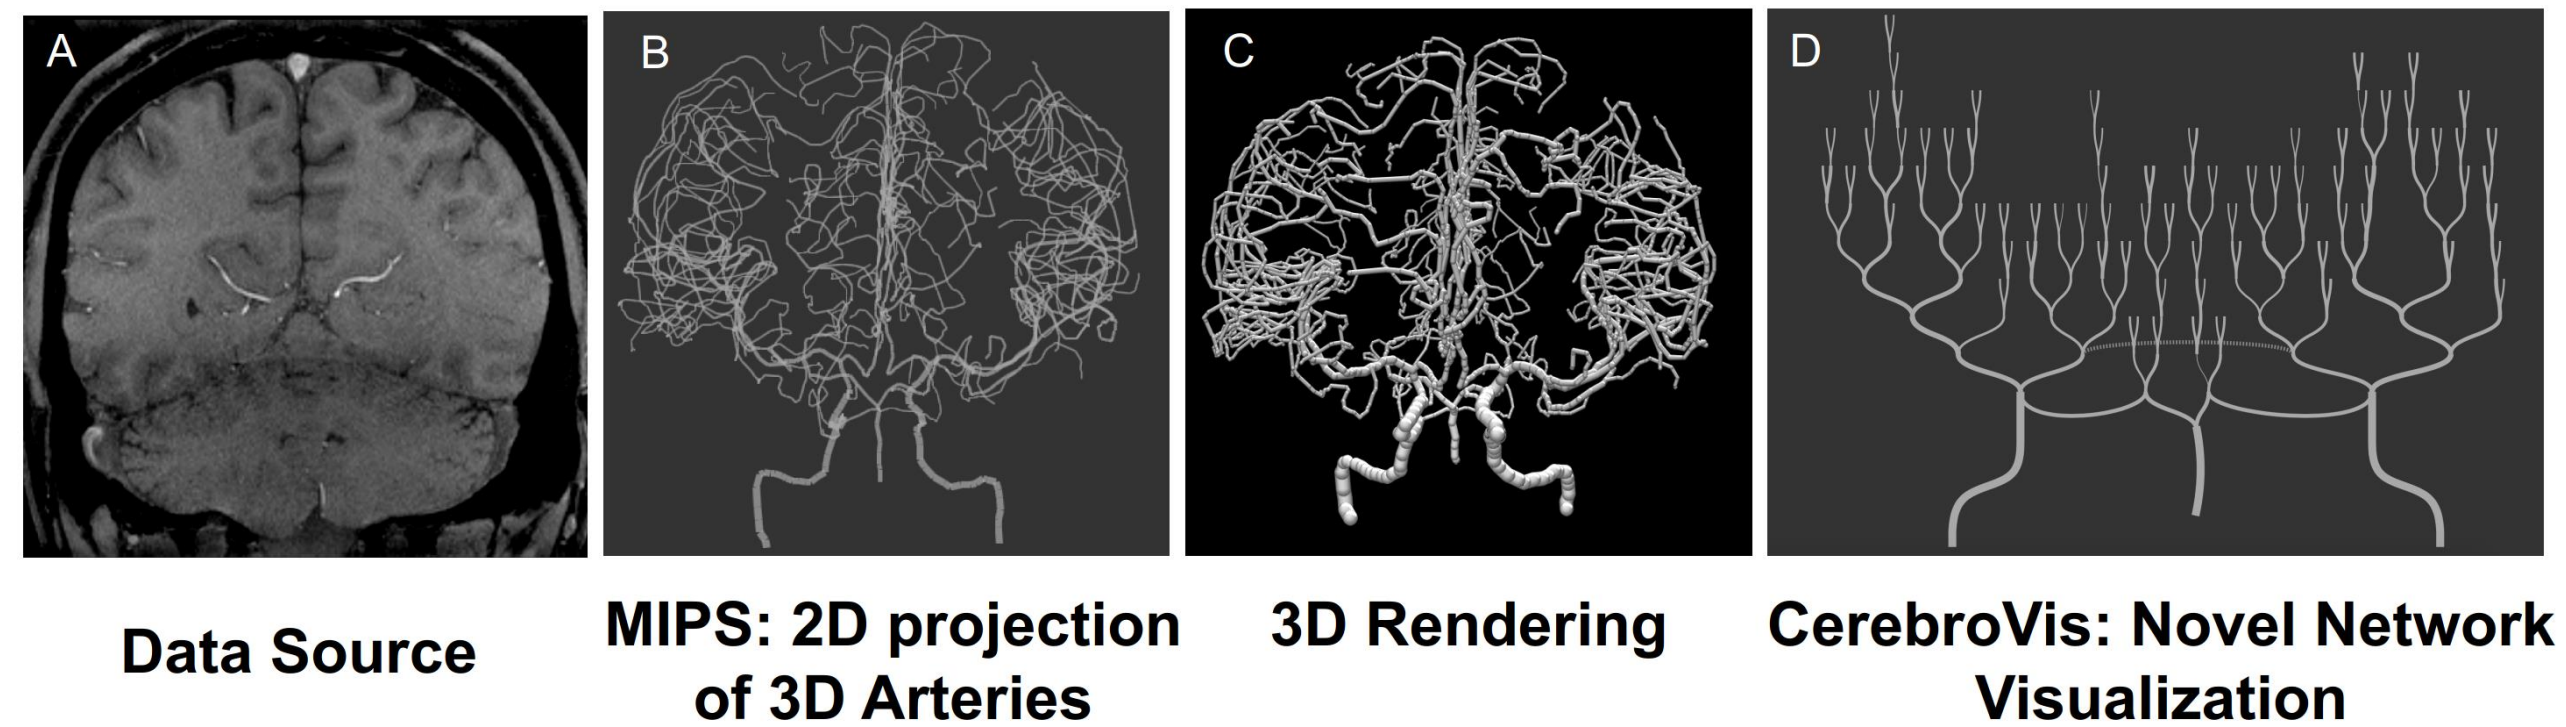 A
B
C
D
Data Source
MIPS: 2D projection
of 3D Arteries
3D Rendering
CerebroVis: Novel Network
Visualization